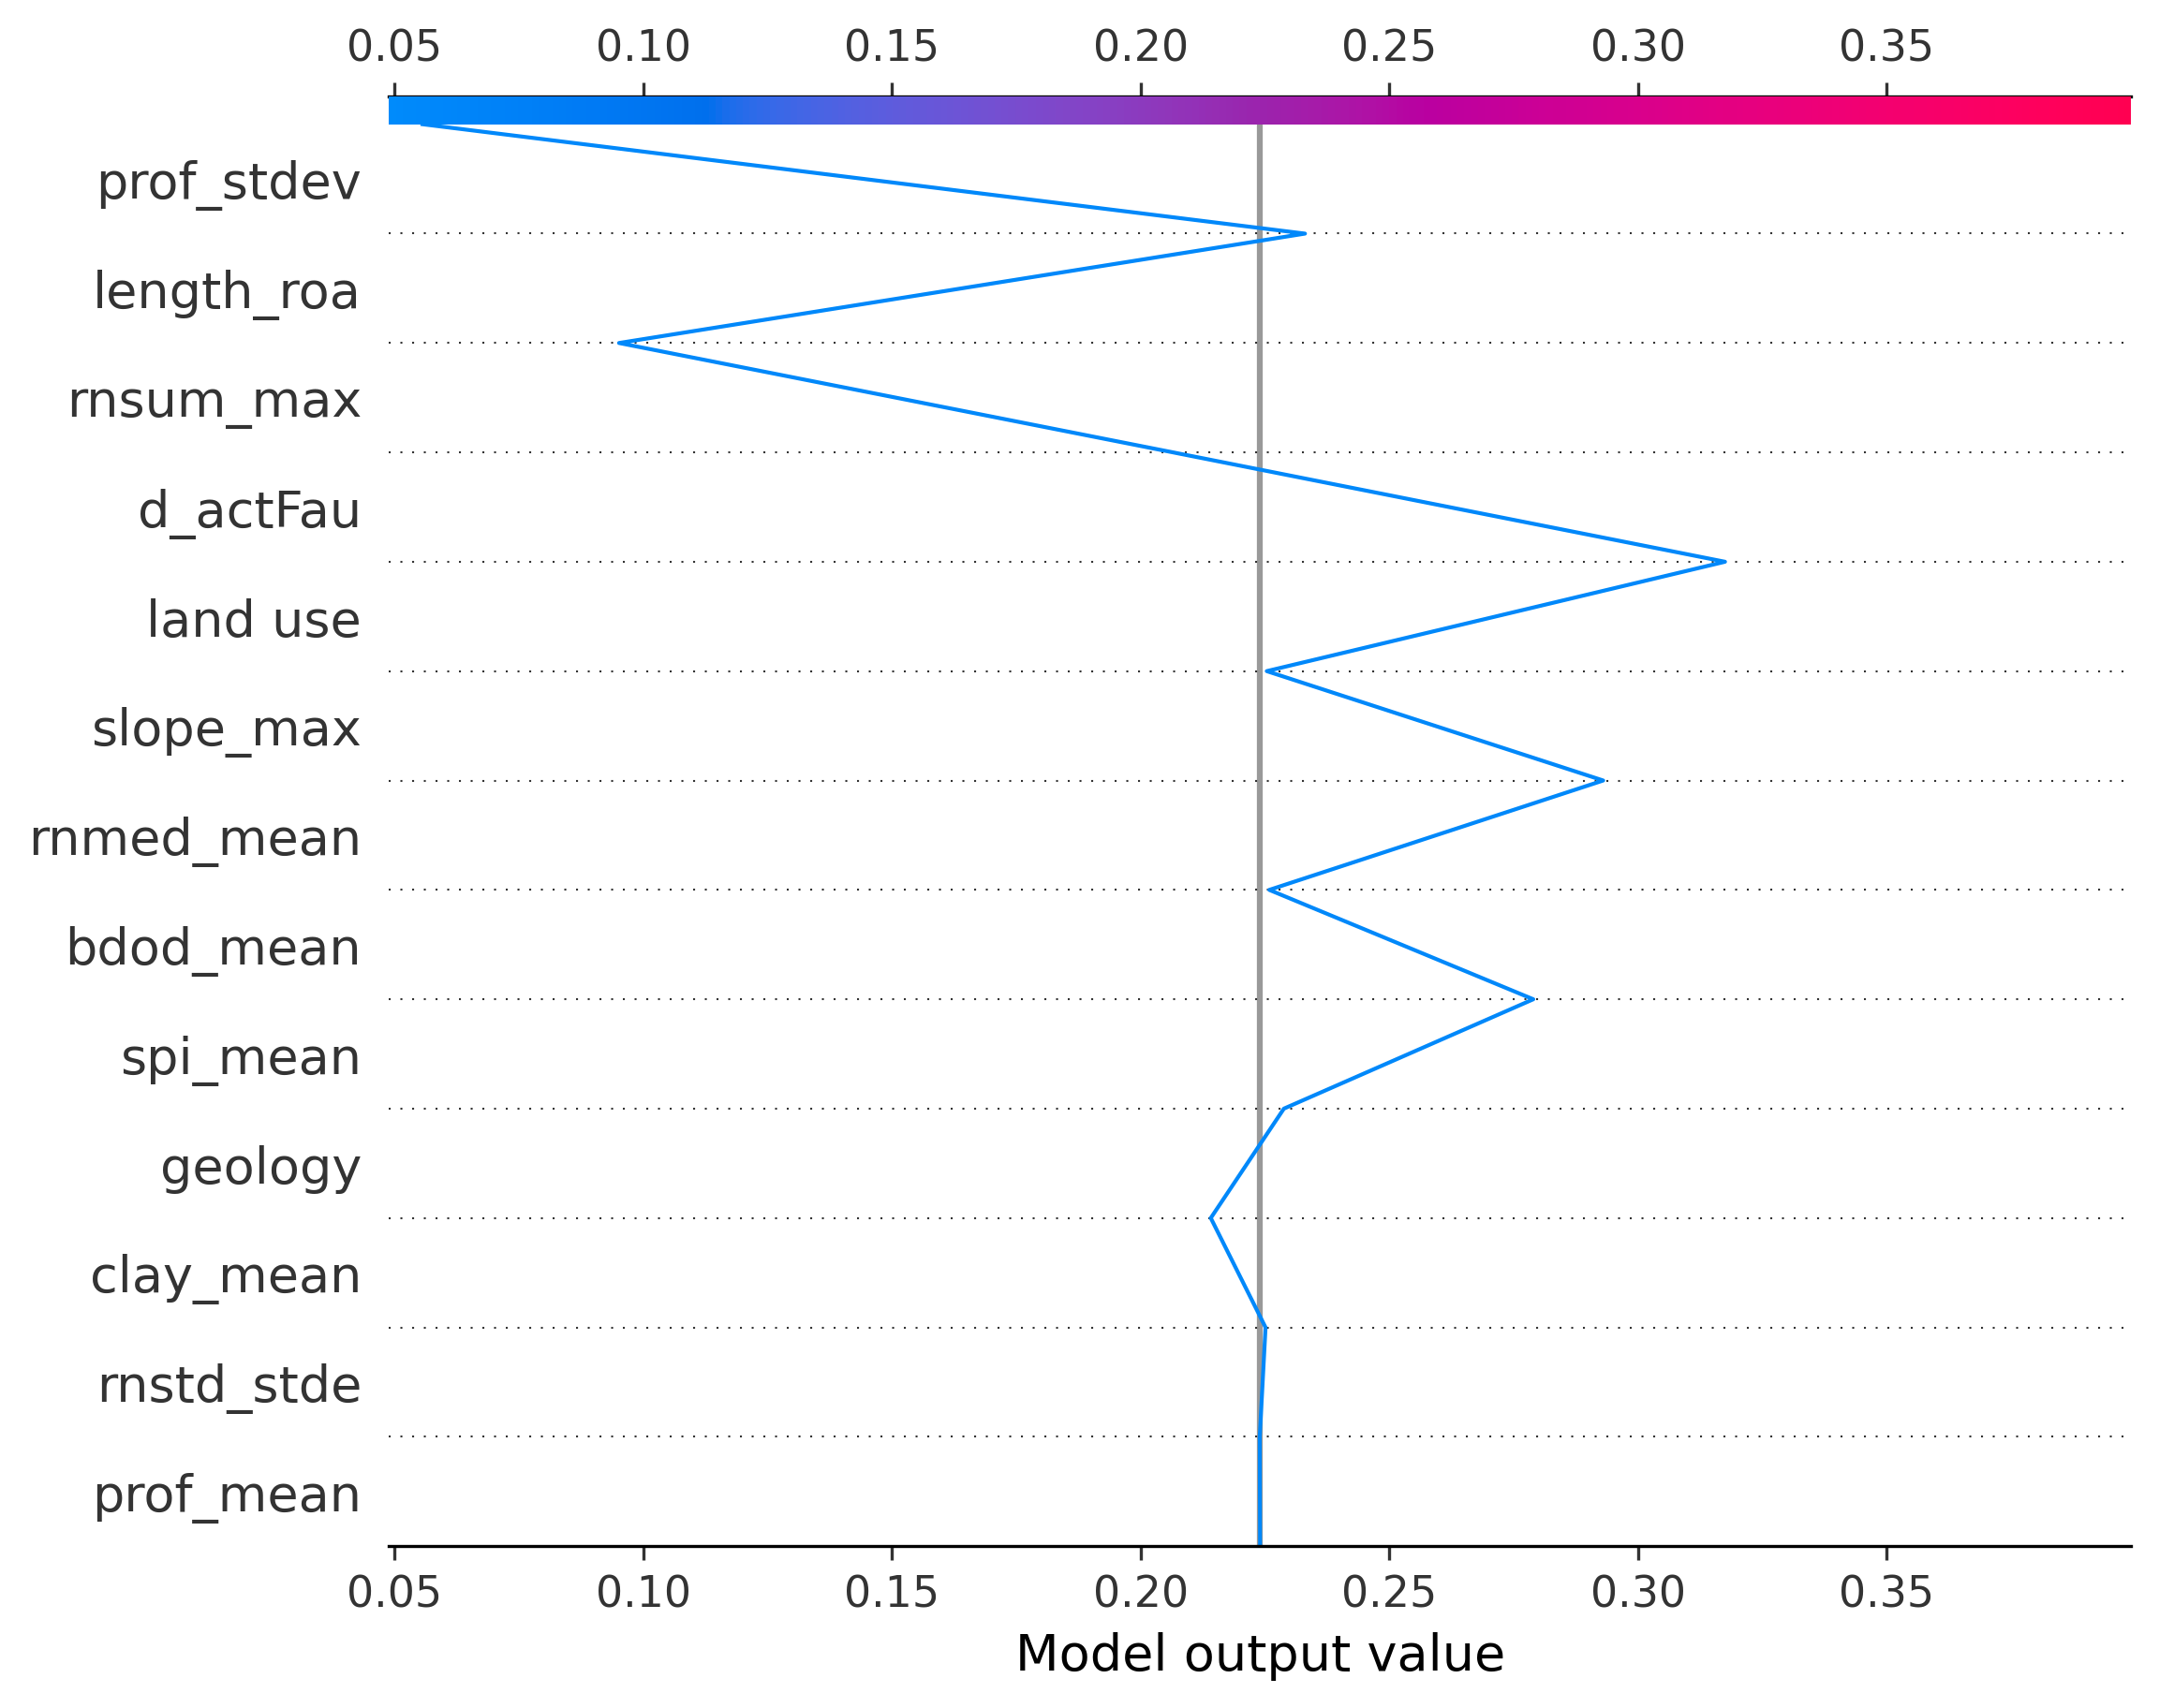 0.05 0.10 0.15 0.20 0.25 0.30 0.35
prof_stdev
length_roa
rnsum_max
d_actFau
land use
slope_max
rnmed_mean
bdod_mean
spi_mean
geology
clay_mean
rnstd_stde
prof_mean
0.05 0.10 0.15 0.20 0.25 0.30 0.35
Model output value